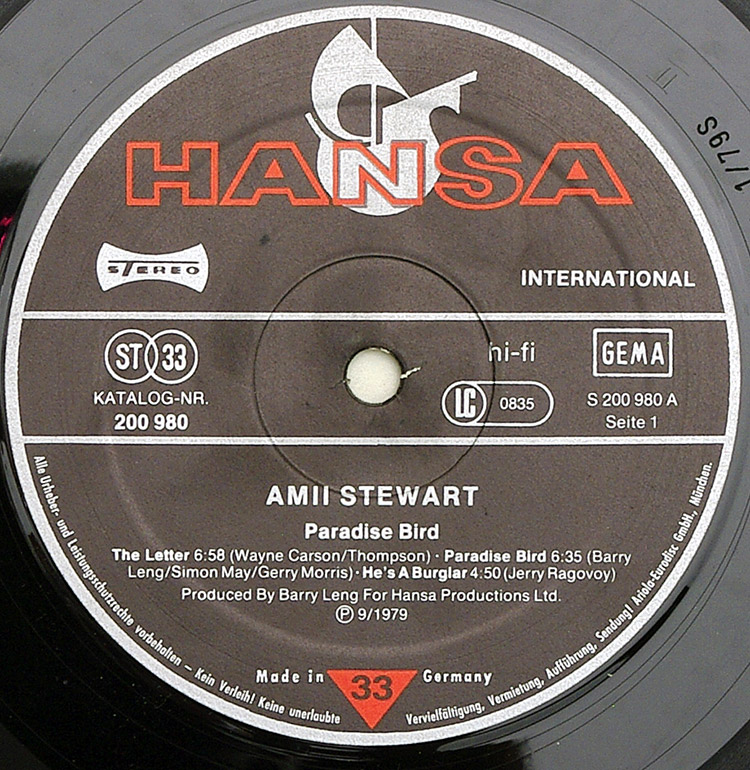 HANSA
STEREO
INTERNATIONAL
ST 33
hi-fi
GEMA
KATALOG-NR.
200 980
LC 0835
S 200 980 A
Seite 1
AMII STEWART
Paradise Bird
The Letter 6:58 (Wayne Carson/Thompson) · Paradise Bird 6:35 (Barry
Leng/Simon May/Gerry Morris) · He's A Burglar 4:50 (Jerry Ragovoy)
Produced By Barry Leng For Hansa Productions Ltd.
Ⓟ 9/1979
Made in 33 Germany
Alle Urheber- und Leistungsschutzrechte vorbehalten – Kein Verleih! Keine unerlaubte Vervielfältigung, Vermietung, Aufführung, Sendung! Ariola-Eurodisc GmbH., München.
II
1/79S